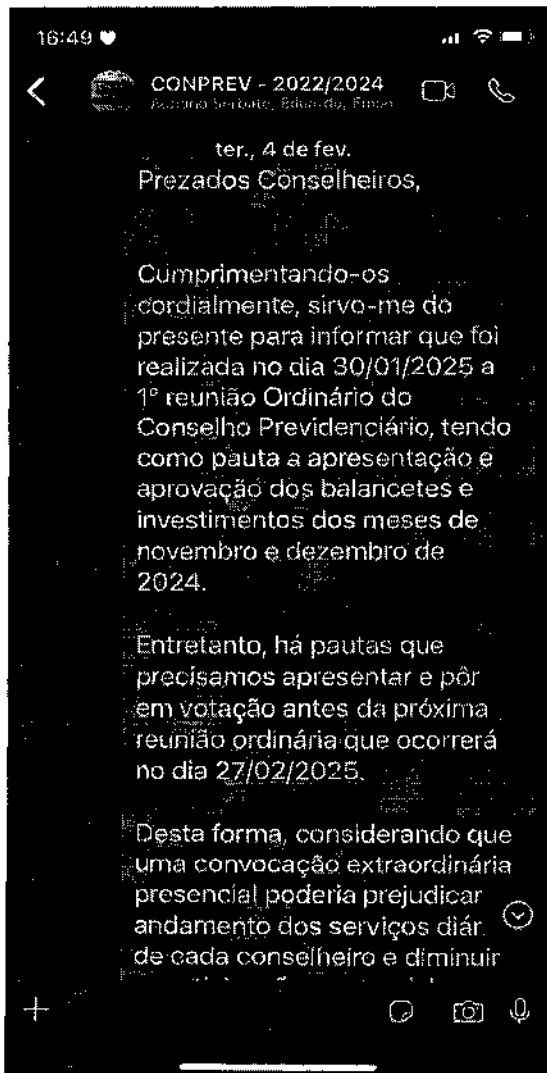 16:49
CONPREV - 2022/2024
ter., 4 de fev.
Prezados Conselheiros,
Cumprimentando-os
cordialmente, sirvo-me do
presente para informar que foi
realizada no dia 30/01/2025 a
1º reunião Ordinário do
Conselho Previdenciário, tendo
como pauta a apresentação e
aprovação dos balancetes e
investimentos dos meses de
novembro e dezembro de
2024.
Entretanto, há pautas que
precisamos apresentar e pôr
em votação antes da próxima
reunião ordinária que ocorrerá
no dia 27/02/2025.
Desta forma, considerando que
uma convocação extraordinária
presencial poderia prejudicar
andamento dos serviços diár
de cada conselheiro e diminuir